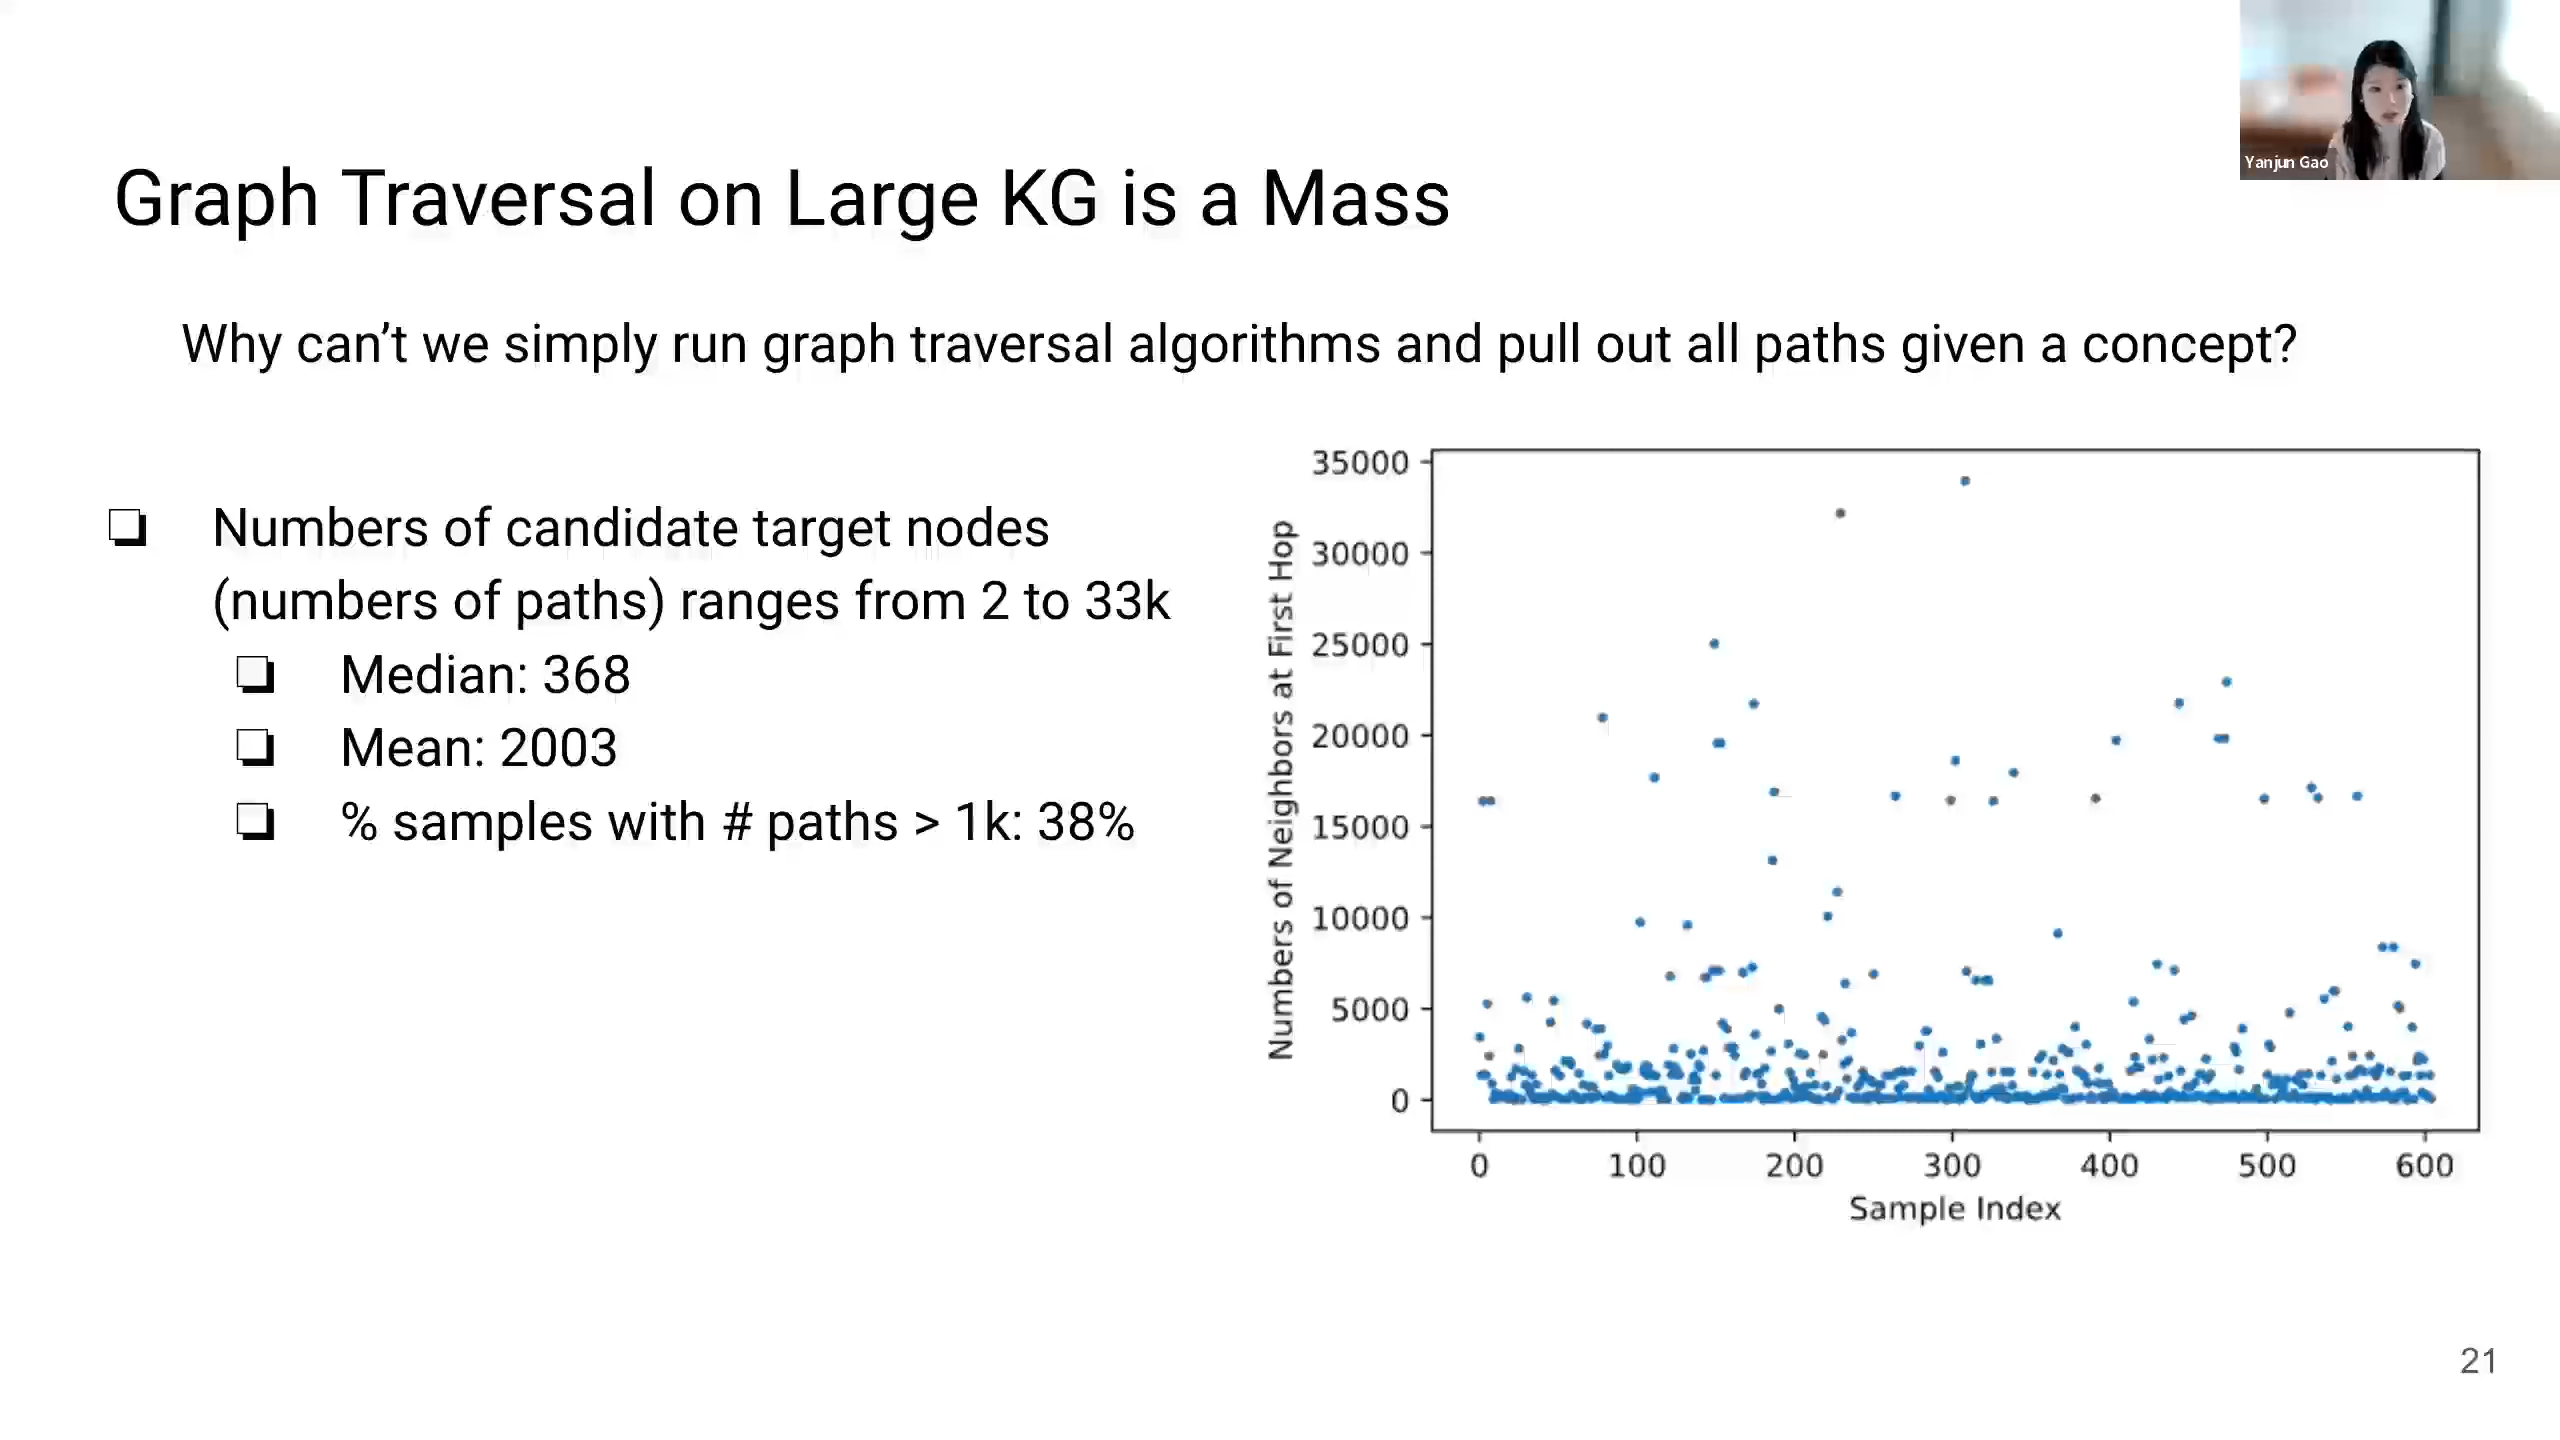 Yanjun Gao
Graph Traversal on Large KG is a Mass
Why can’t we simply run graph traversal algorithms and pull out all paths given a concept?
Numbers of candidate target nodes
(numbers of paths) ranges from 2 to 33k
Median: 368
Mean: 2003
% samples with # paths > 1k: 38%
Numbers of Neighbors at First Hop
35000
30000
25000
20000
15000
10000
5000
0
0 100 200 300 400 500 600
Sample Index
21